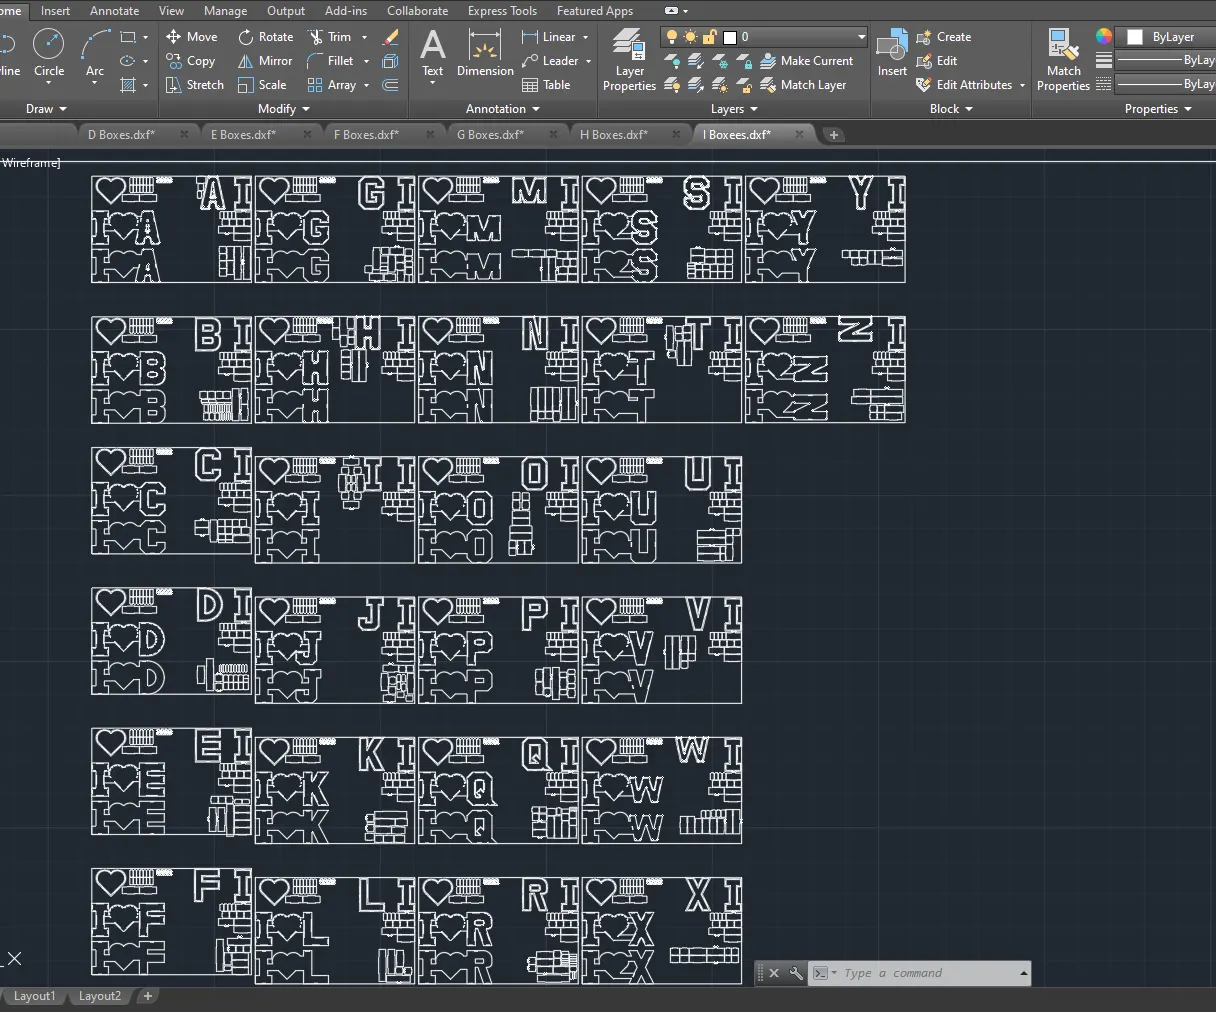 ome Insert Annotate View Manage Output Add-ins Collaborate Express Tools Featured Apps
Move Rotate Trim Linear 0 Create ByLayer
Copy Mirror Fillet Leader Make Current Edit ByLay
line Circle Arc Text Dimension Layer Properties Insert Match Properties
Stretch Scale Array Table Match Layer Edit Attributes ByLay
Draw Modify Annotation Layers Block Properties
D Boxes.dxf* E Boxes.dxf* F Boxes.dxf* G Boxes.dxf* H Boxes.dxf* I Boxees.dxf*
Wireframe]
A I G I M I S I Y I
I A I G I M I S I Y
I A I G I M I S I Y
B I H I N I T I Z I
I B I H I N I T I Z
I B I H I N I T I Z
C I I I O I U I
I C I I I O I U
I C I I I O I U
D I J I P I V I
I D I J I P I V
I D I J I P I V
E I K I Q I W I
I E I K I Q I W
I E I K I Q I W
F I L I R I X I
I F I L I R I X
I F I L I R I X
Type a command
Layout1 Layout2